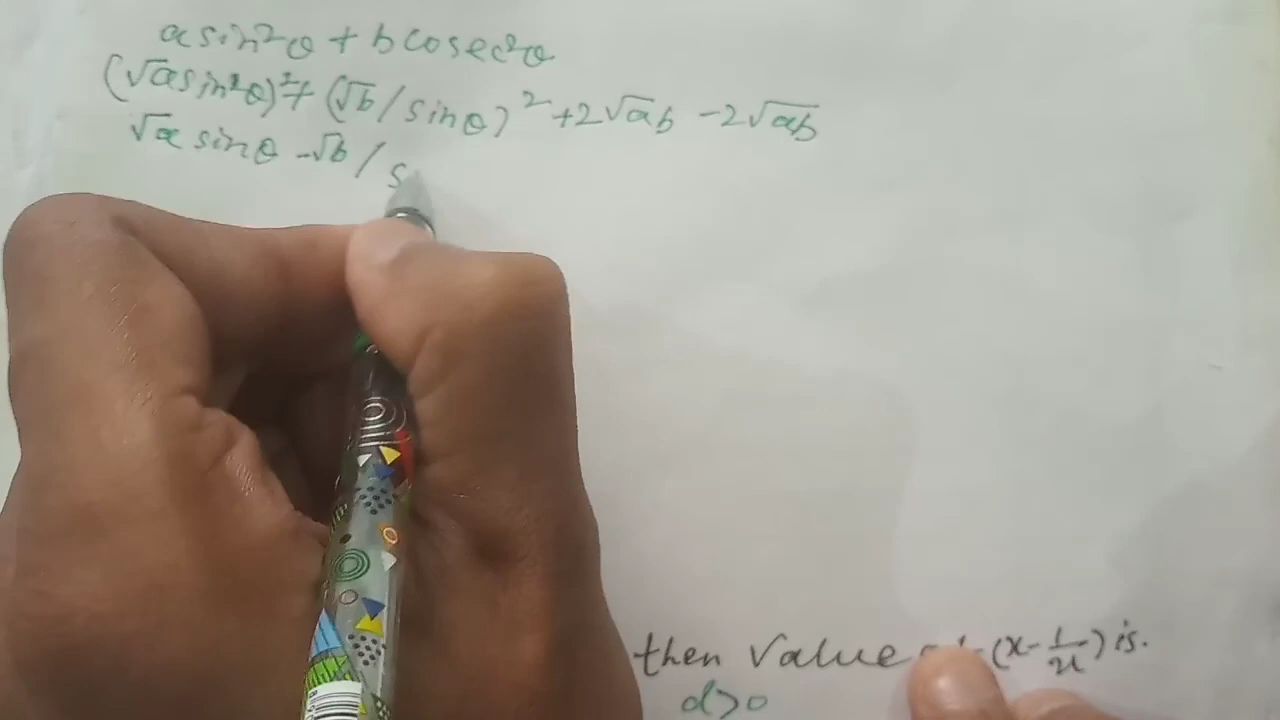 a sin²θ + b cosec²θ
(√a sin²θ)² + (√b / sinθ)² + 2√ab - 2√ab
√a sinθ - √b / s
then value (x - 1/x) is.
d>0